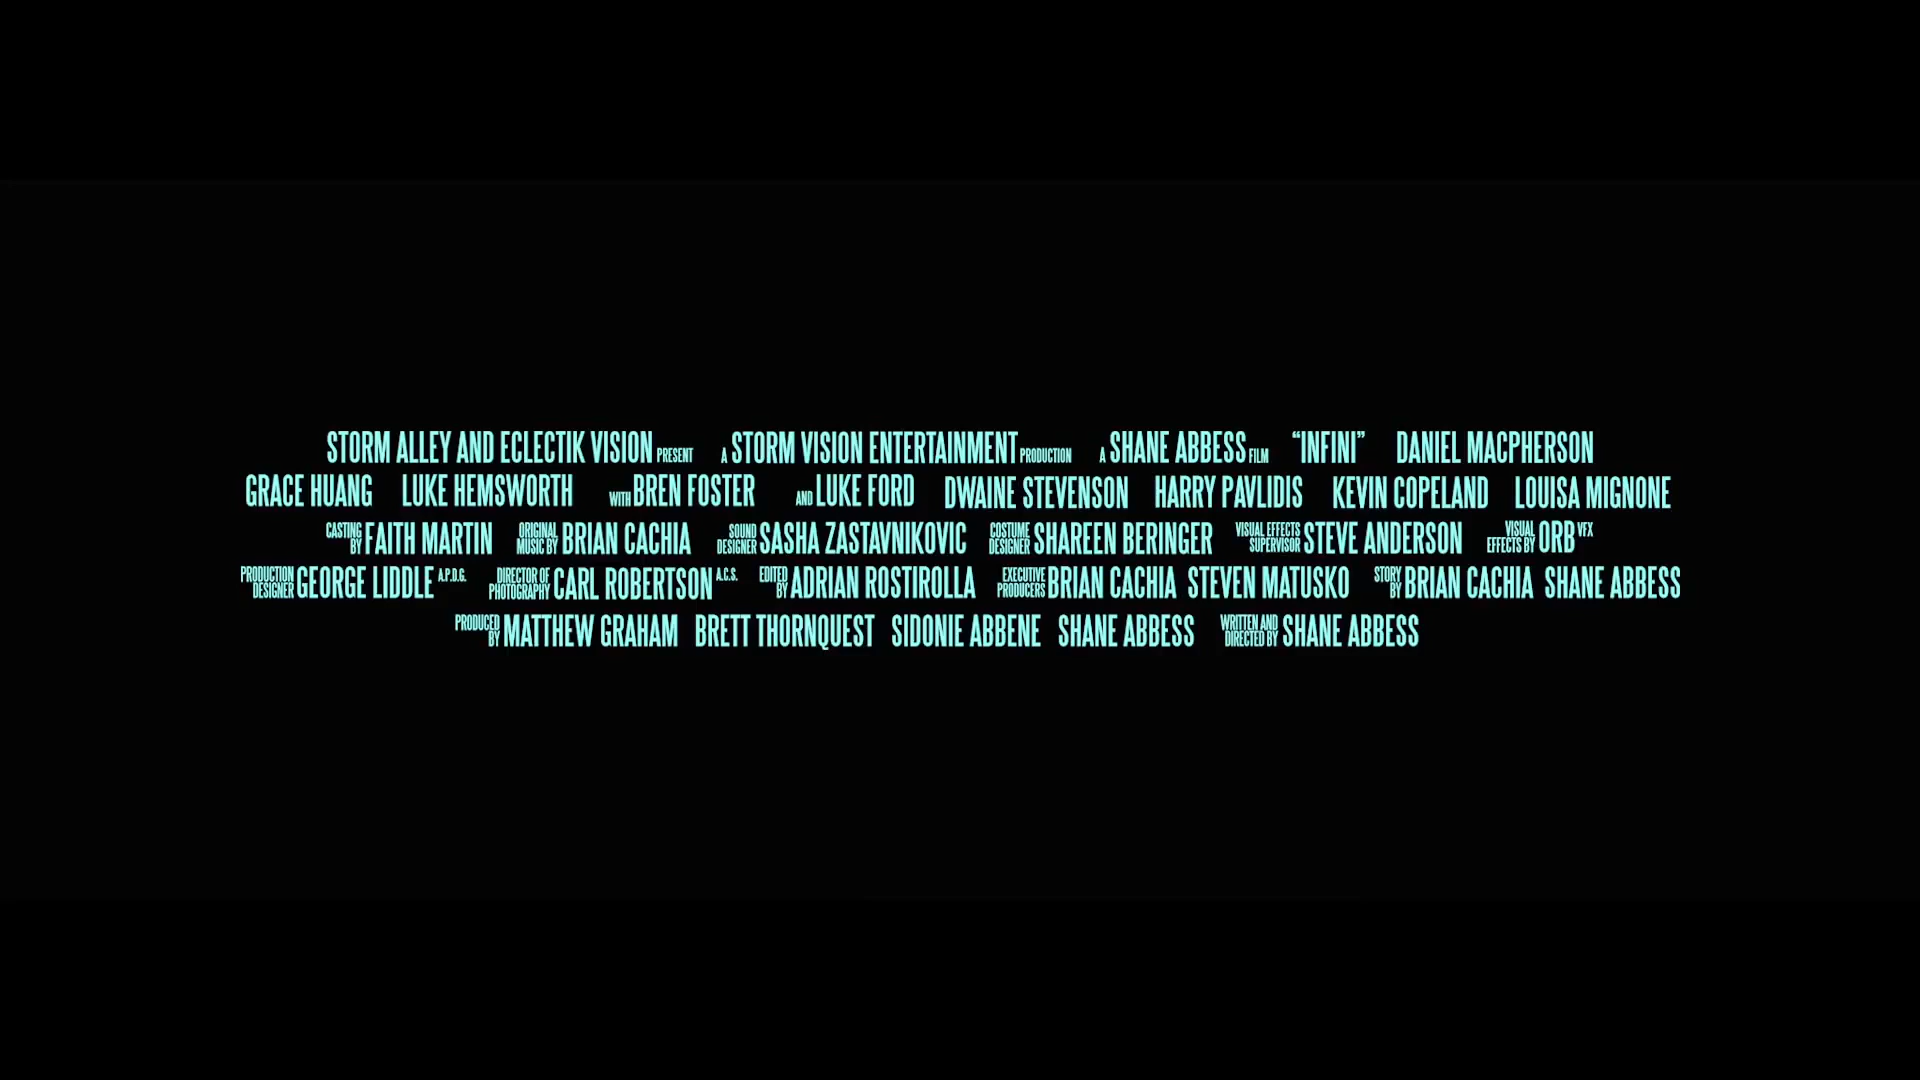 STORM ALLEY AND ECLECTIK VISION PRESENT A STORM VISION ENTERTAINMENT PRODUCTION A SHANE ABBESS FILM “INFINI” DANIEL MACPHERSON
GRACE HUANG LUKE HEMSWORTH WITH BREN FOSTER AND LUKE FORD DWAINE STEVENSON HARRY PAVLIDIS KEVIN COPELAND LOUISA MIGNONE
CASTING BY FAITH MARTIN ORIGINAL MUSIC BY BRIAN CACHIA SOUND DESIGNER SASHA ZASTAVNIKOVIC COSTUME DESIGNER SHAREEN BERINGER VISUAL EFFECTS SUPERVISOR STEVE ANDERSON VISUAL EFFECTS BY ORB VFX
PRODUCTION DESIGNER GEORGE LIDDLE A.P.D.G. DIRECTOR OF PHOTOGRAPHY CARL ROBERTSON A.C.S. EDITED BY ADRIAN ROSTIROLLA EXECUTIVE PRODUCERS BRIAN CACHIA STEVEN MATUSKO STORY BY BRIAN CACHIA SHANE ABBESS
PRODUCED BY MATTHEW GRAHAM BRETT THORNQUEST SIDONIE ABBENE SHANE ABBESS WRITTEN AND DIRECTED BY SHANE ABBESS